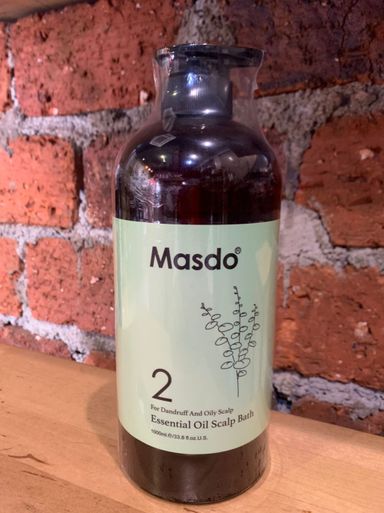 Masdo®
2
For Dandruff And Oily Scalp
Essential Oil Scalp Bath
1000ml.℮/33.8 fl.oz.U.S.